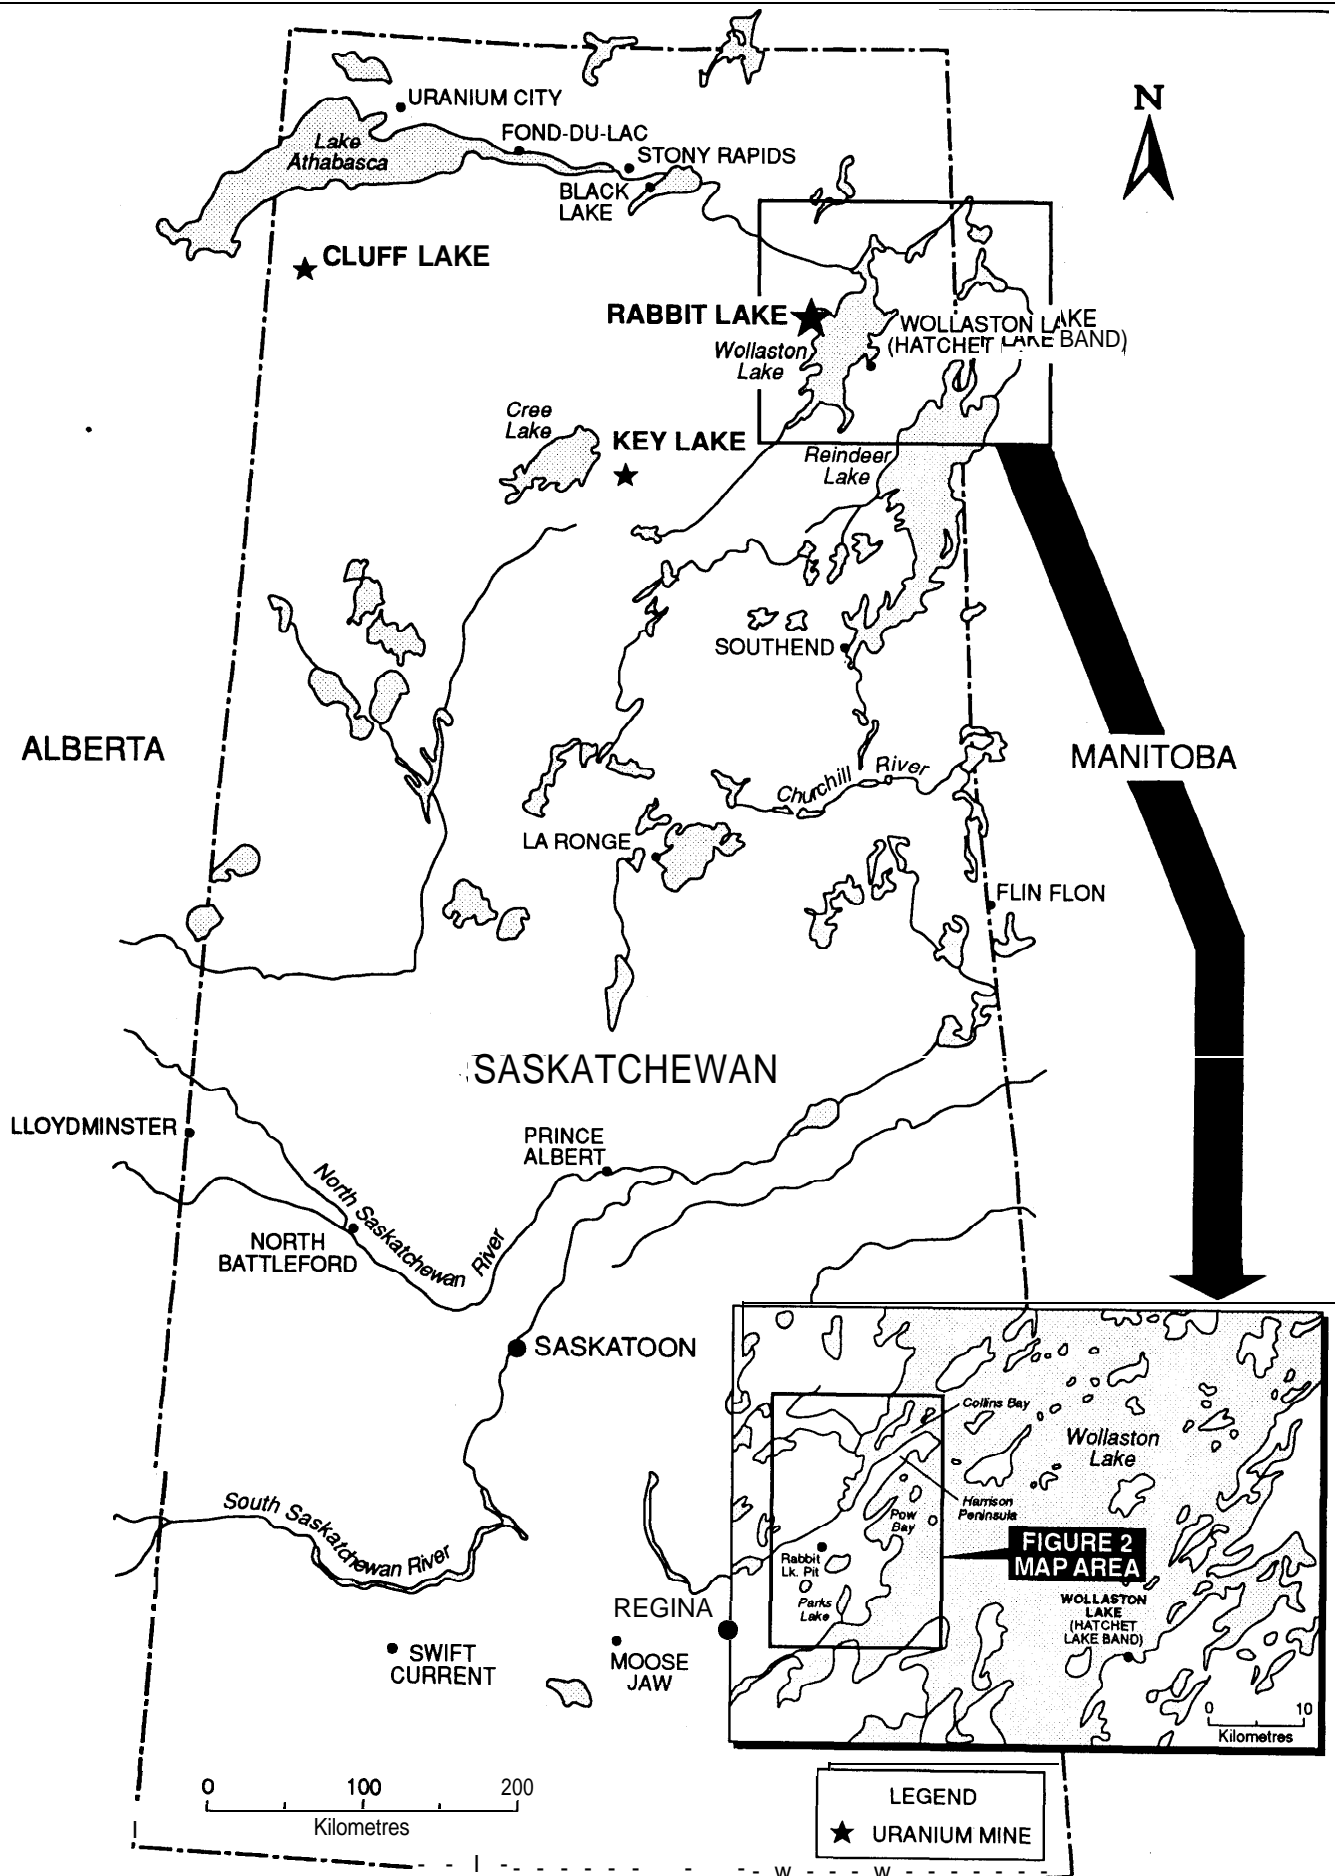 N
URANIUM CITY
Lake
Athabasca
FOND-DU-LAC
STONY RAPIDS
BLACK
LAKE
CLUFF LAKE
RABBIT LAKE
WOLLASTON LAKE
(HATCHET LAKE BAND)
Wollaston
Lake
Cree
Lake
KEY LAKE
Reindeer
Lake
SOUTHEND
ALBERTA
MANITOBA
Churchill River
LA RONGE
FLIN FLON
SASKATCHEWAN
LLOYDMINSTER
PRINCE
ALBERT
North Saskatchewan River
NORTH
BATTLEFORD
SASKATOON
South Saskatchewan River
REGINA
SWIFT
CURRENT
MOOSE
JAW
Collins Bay
Wollaston
Lake
Harrison
Peninsula
Pow
Bay
FIGURE 2
MAP AREA
Rabbit
Lk. Pit
Parks
Lake
WOLLASTON
LAKE
(HATCHET
LAKE BAND)
0 10
Kilometres
0 100 200
Kilometres
LEGEND
★ URANIUM MINE